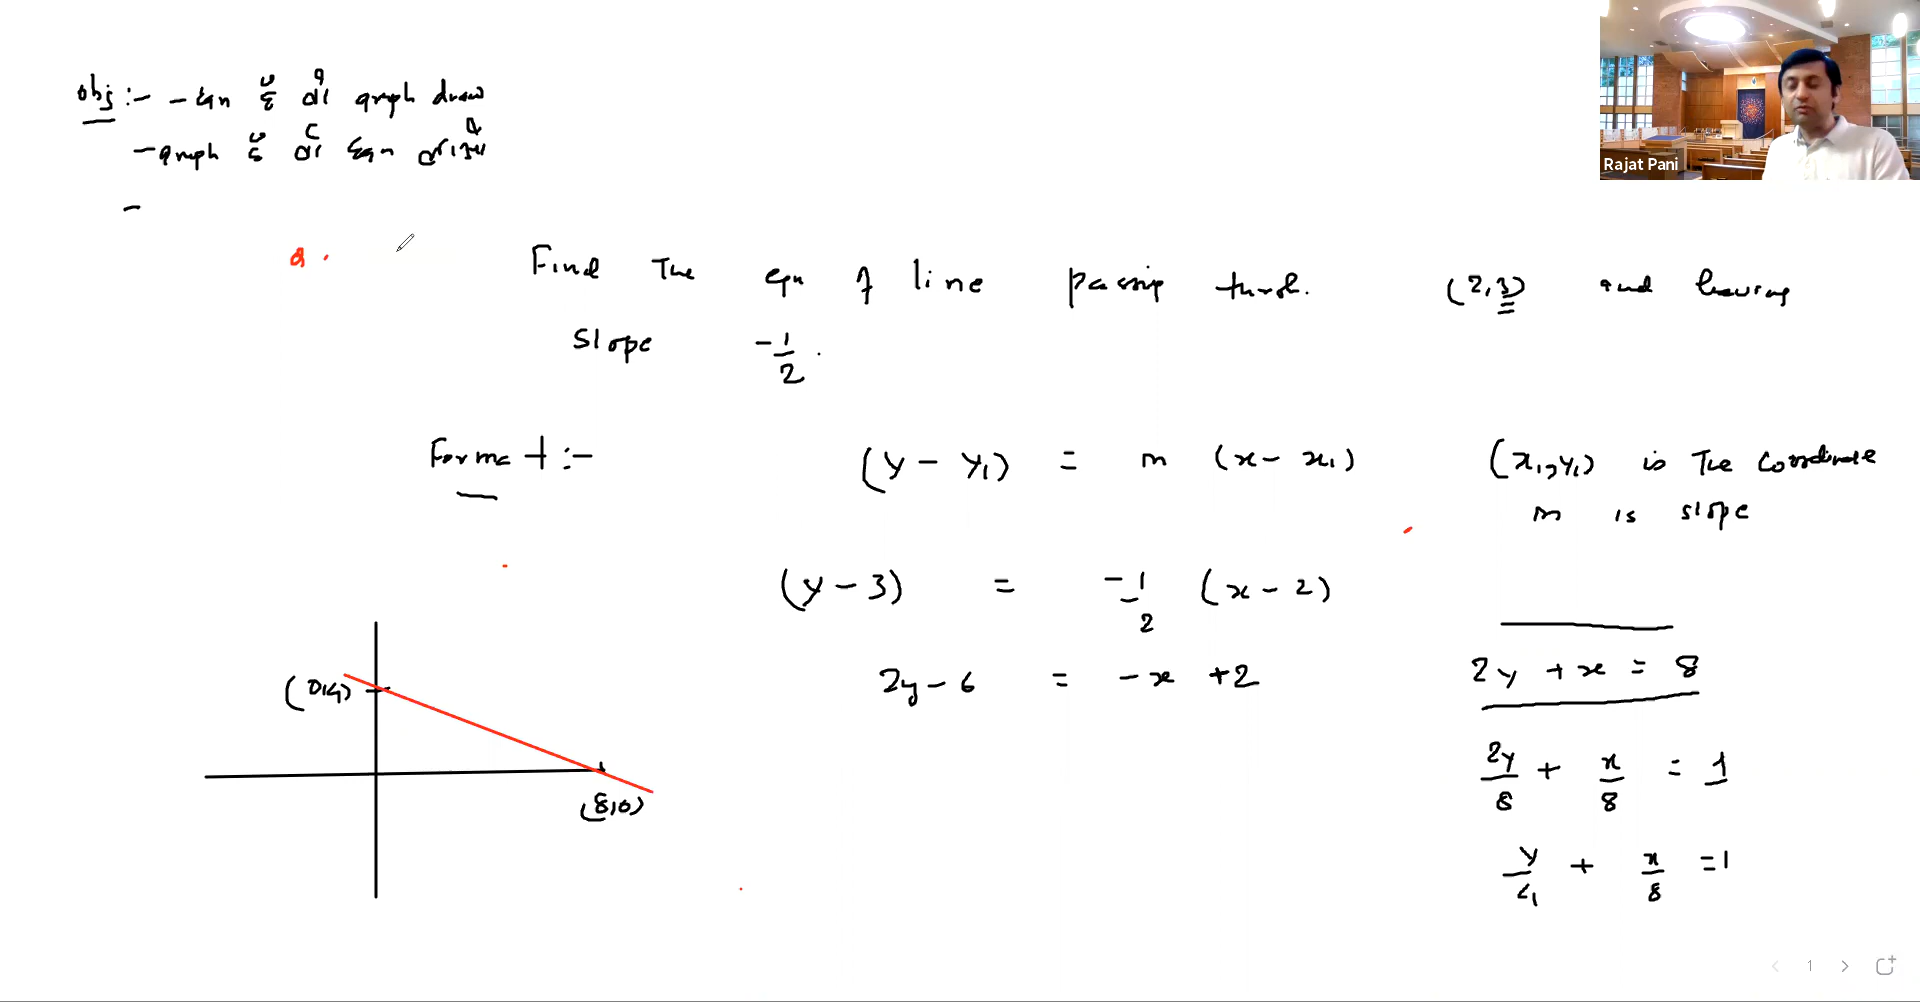 obj :- - Eqn graph draw
- graph Eqn
Rajat Pani
Q.
Find The eqn of line passing (2,3) and having
slope -1/2 .
Format :- (y - y₁) = m (x - x₁) (x₁,y₁) is The coordinate
m is slope
(y - 3) = -1/2 (x - 2)
2y - 6 = -x +2
2y + x = 8
2y/8 + x/8 = 1
y/4 + x/8 = 1
(0,4)
(8,0)
1